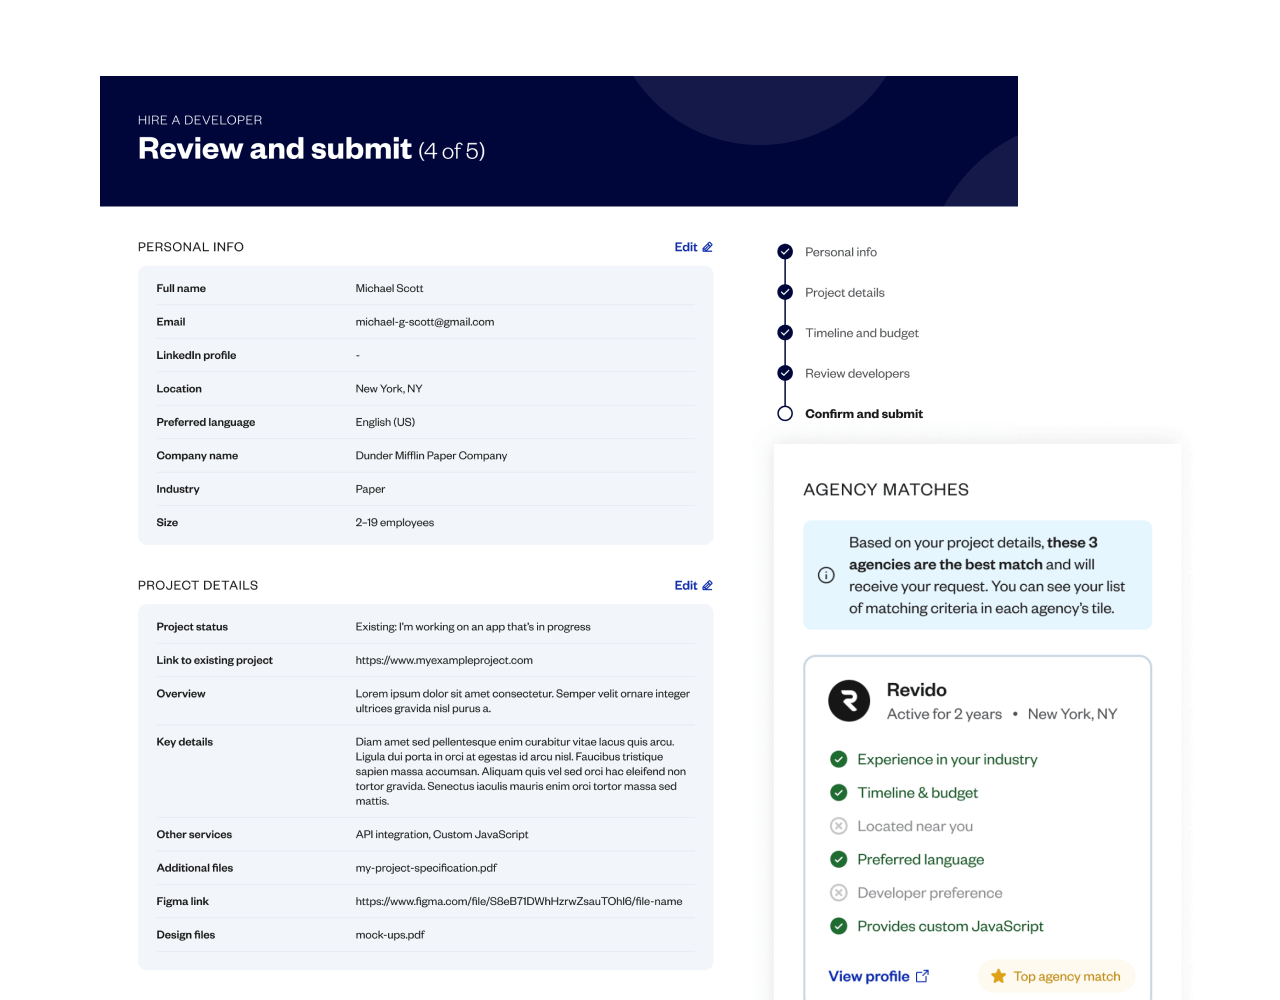 HIRE A DEVELOPER
Review and submit (4 of 5)
PERSONAL INFO
Edit
Full name
Michael Scott
Email
michael-g-scott@gmail.com
LinkedIn profile
-
Location
New York, NY
Preferred language
English (US)
Company name
Dunder Mifflin Paper Company
Industry
Paper
Size
2–19 employees
PROJECT DETAILS
Edit
Project status
Existing: I'm working on an app that's in progress
Link to existing project
https://www.myexampleproject.com
Overview
Lorem ipsum dolor sit amet consectetur. Semper velit ornare integer
ultrices gravida nisl purus a.
Key details
Diam amet sed pellentesque enim curabitur vitae lacus quis arcu.
Ligula dui porta in orci at egestas id arcu nisl. Faucibus tristique
sapien massa accumsan. Aliquam quis vel sed orci hac eleifend non
tortor gravida. Senectus iaculis mauris enim orci tortor massa sed
mattis.
Other services
API integration, Custom JavaScript
Additional files
my-project-specification.pdf
Figma link
https://www.figma.com/file/S8eB71DWhHzrwZsauTOhl6/file-name
Design files
mock-ups.pdf
Personal info
Project details
Timeline and budget
Review developers
Confirm and submit
AGENCY MATCHES
Based on your project details, these 3
agencies are the best match and will
receive your request. You can see your list
of matching criteria in each agency's tile.
Revido
Active for 2 years • New York, NY
Experience in your industry
Timeline & budget
Located near you
Preferred language
Developer preference
Provides custom JavaScript
View profile
Top agency match